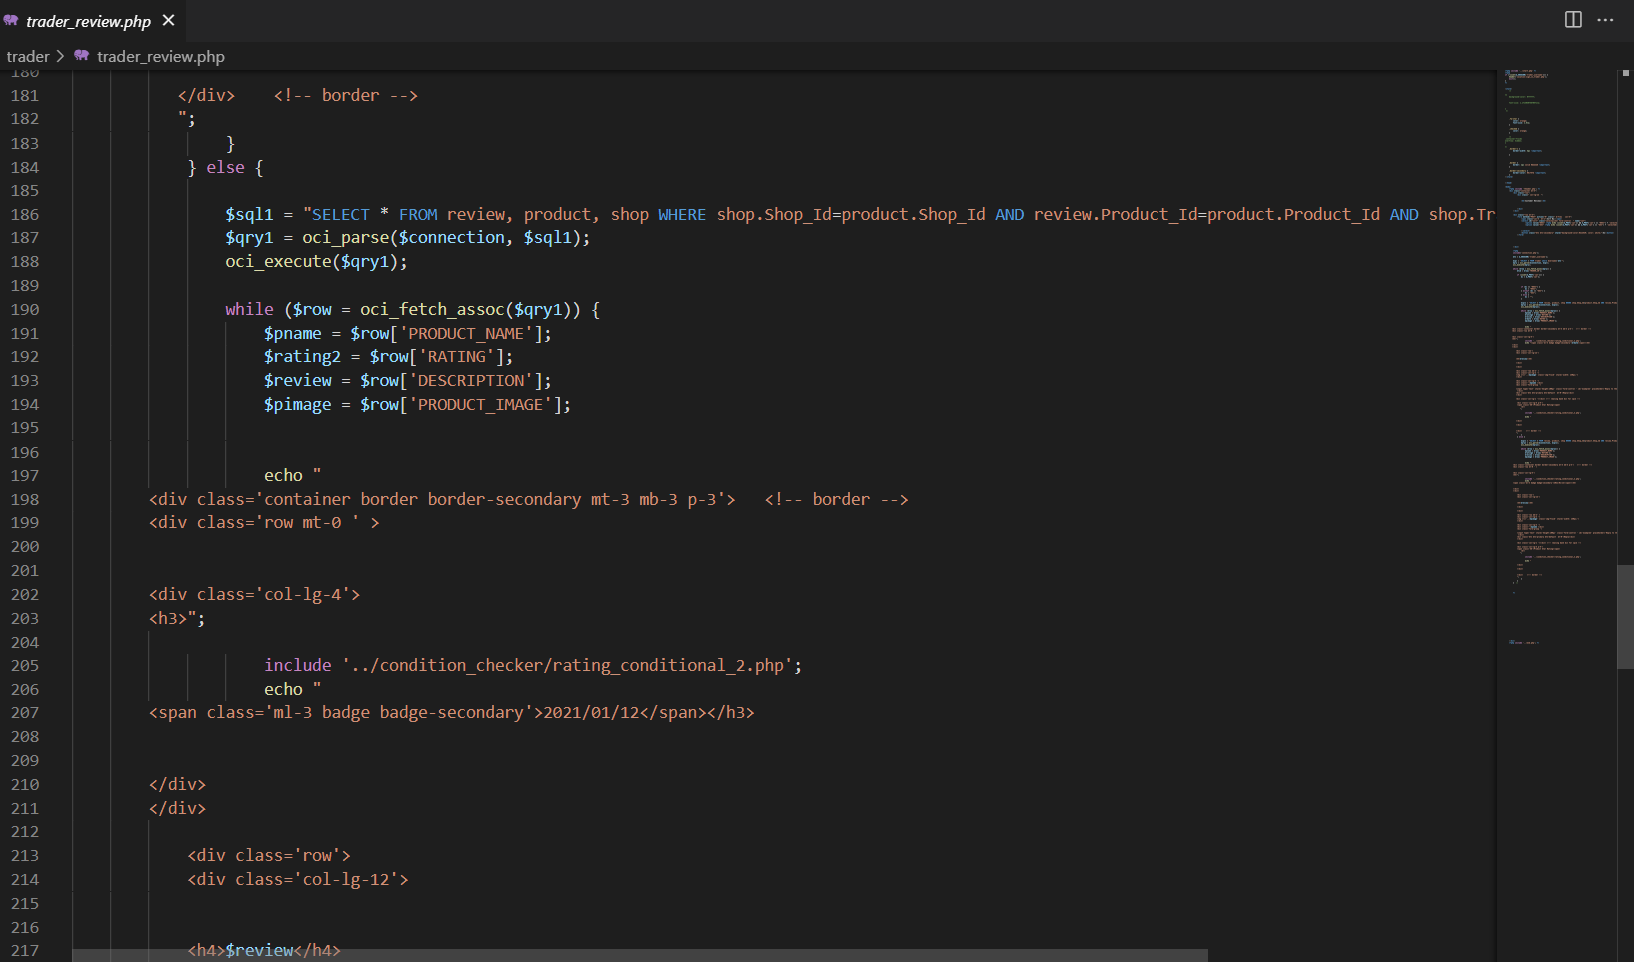 trader_review.php
trader > trader_review.php
180
181 </div> <!-- border -->
182 ";
183 }
184 } else {
185
186 $sql1 = "SELECT * FROM review, product, shop WHERE shop.Shop_Id=product.Shop_Id AND review.Product_Id=product.Product_Id AND shop.Tr
187 $qry1 = oci_parse($connection, $sql1);
188 oci_execute($qry1);
189
190 while ($row = oci_fetch_assoc($qry1)) {
191 $pname = $row['PRODUCT_NAME'];
192 $rating2 = $row['RATING'];
193 $review = $row['DESCRIPTION'];
194 $pimage = $row['PRODUCT_IMAGE'];
195
196
197 echo "
198 <div class='container border border-secondary mt-3 mb-3 p-3'> <!-- border -->
199 <div class='row mt-0 ' >
200
201
202 <div class='col-lg-4'>
203 <h3>";
204
205 include '../condition_checker/rating_conditional_2.php';
206 echo "
207 <span class='ml-3 badge badge-secondary'>2021/01/12</span></h3>
208
209
210 </div>
211 </div>
212
213 <div class='row'>
214 <div class='col-lg-12'>
215
216
217 <h4>$review</h4>